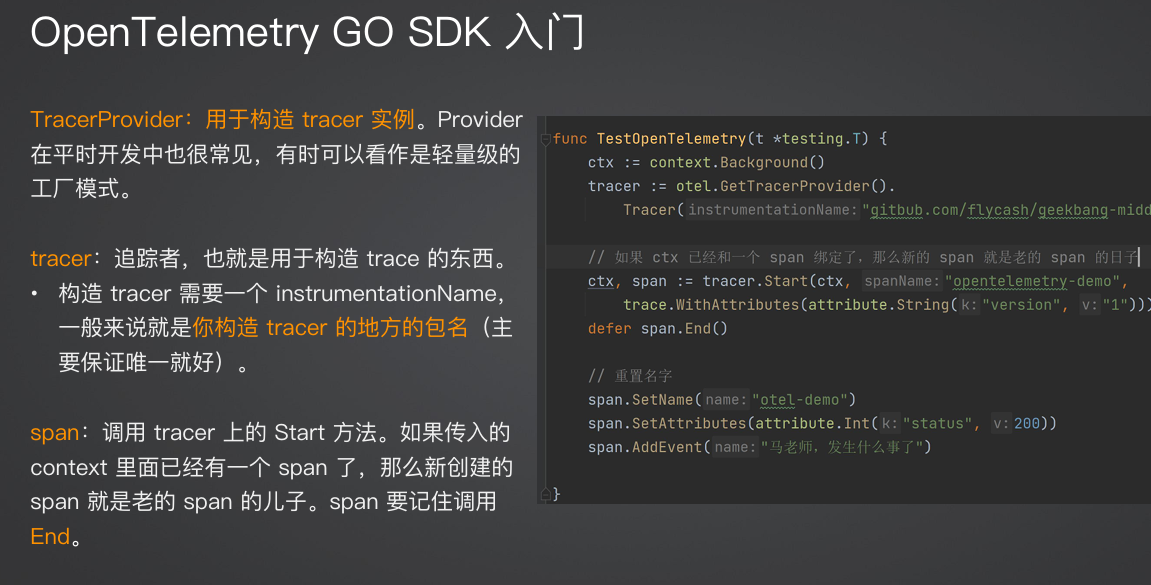 OpenTelemetry GO SDK 入门
TracerProvider：用于构造 tracer 实例。Provider
在平时开发中也很常见，有时可以看作是轻量级的
工厂模式。
tracer：追踪者，也就是用于构造 trace 的东西。
• 构造 tracer 需要一个 instrumentationName，
一般来说就是你构造 tracer 的地方的包名（主
要保证唯一就好）。
span：调用 tracer 上的 Start 方法。如果传入的
context 里面已经有一个 span 了，那么新创建的
span 就是老的 span 的儿子。span 要记住调用
End。
func TestOpenTelemetry(t *testing.T) {
ctx := context.Background()
tracer := otel.GetTracerProvider().
Tracer( instrumentationName: "gitbub.com/flycash/geekbang-midd
// 如果 ctx 已经和一个 span 绑定了，那么新的 span 就是老的 span 的日子
ctx, span := tracer.Start(ctx, spanName: "opentelemetry-demo",
trace.WithAttributes(attribute.String( k: "version", v: "1")))
defer span.End()
// 重置名字
span.SetName( name: "otel-demo")
span.SetAttributes(attribute.Int( k: "status", v: 200))
span.AddEvent( name: "马老师，发生什么事了")
}